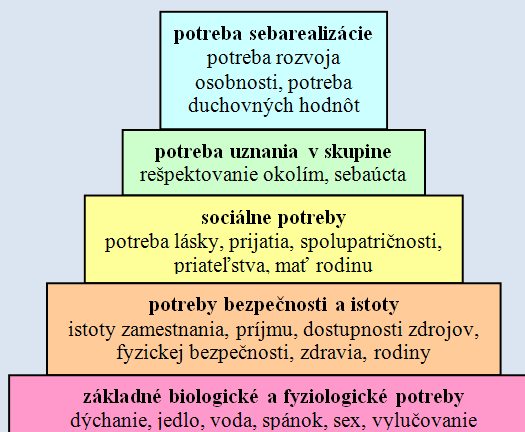 potreba sebarealizácie
potreba rozvoja
osobnosti, potreba
duchovných hodnôt
potreba uznania v skupine
rešpektovanie okolím, sebaúcta
sociálne potreby
potreba lásky, prijatia, spolupatričnosti,
priateľstva, mať rodinu
potreby bezpečnosti a istoty
istoty zamestnania, príjmu, dostupnosti zdrojov,
fyzickej bezpečnosti, zdravia, rodiny
základné biologické a fyziologické potreby
dýchanie, jedlo, voda, spánok, sex, vylučovanie